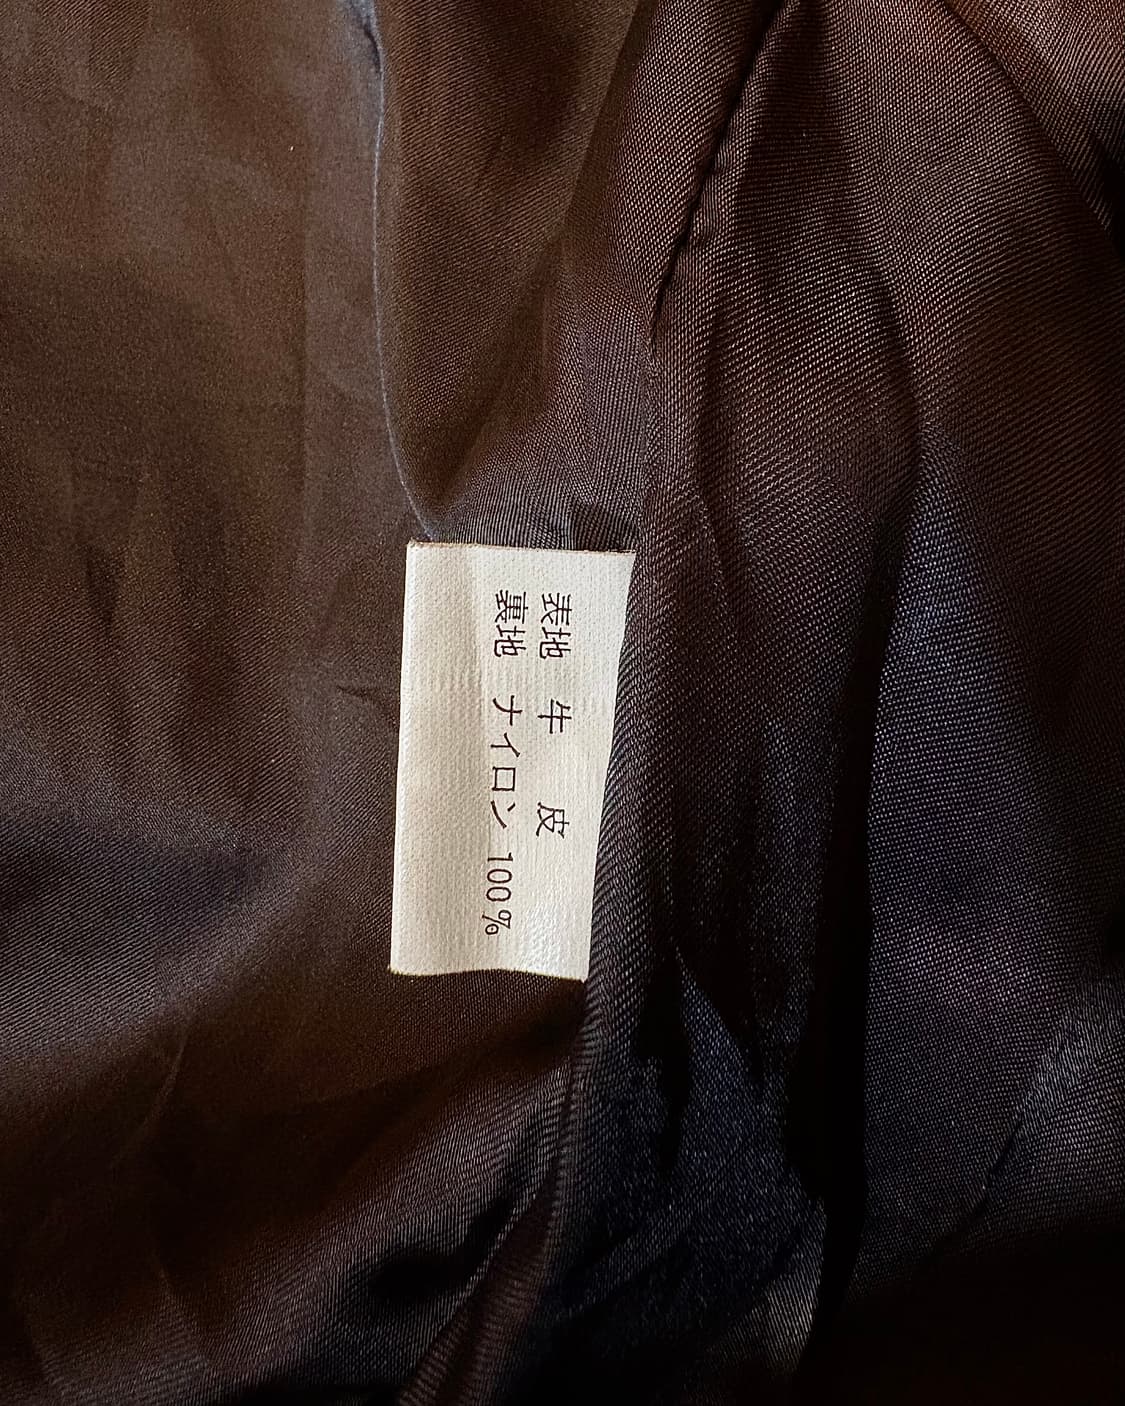 表地 牛 皮
裏地 ナイロン 100%